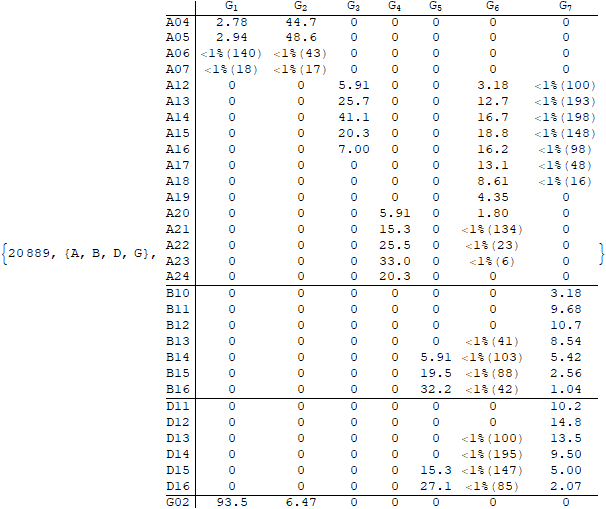 G₁ G₂ G₃ G₄ G₅ G₆ G₇
A04 2.78 44.7 0 0 0 0 0
A05 2.94 48.6 0 0 0 0 0
A06 <1%(140) <1%(43) 0 0 0 0 0
A07 <1%(18) <1%(17) 0 0 0 0 0
A12 0 0 5.91 0 0 3.18 <1%(100)
A13 0 0 25.7 0 0 12.7 <1%(193)
A14 0 0 41.1 0 0 16.7 <1%(198)
A15 0 0 20.3 0 0 18.8 <1%(148)
A16 0 0 7.00 0 0 16.2 <1%(98)
A17 0 0 0 0 0 13.1 <1%(48)
A18 0 0 0 0 0 8.61 <1%(16)
A19 0 0 0 0 0 4.35 0
A20 0 0 0 5.91 0 1.80 0
A21 0 0 0 15.3 0 <1%(134) 0
A22 0 0 0 25.5 0 <1%(23) 0
{20889, {A, B, D, G}, }
A23 0 0 0 33.0 0 <1%(6) 0
A24 0 0 0 20.3 0 0 0
B10 0 0 0 0 0 0 3.18
B11 0 0 0 0 0 0 9.68
B12 0 0 0 0 0 0 10.7
B13 0 0 0 0 0 <1%(41) 8.54
B14 0 0 0 0 5.91 <1%(103) 5.42
B15 0 0 0 0 19.5 <1%(88) 2.56
B16 0 0 0 0 32.2 <1%(42) 1.04
D11 0 0 0 0 0 0 10.2
D12 0 0 0 0 0 0 14.8
D13 0 0 0 0 0 <1%(100) 13.5
D14 0 0 0 0 0 <1%(195) 9.50
D15 0 0 0 0 15.3 <1%(147) 5.00
D16 0 0 0 0 27.1 <1%(85) 2.07
G02 93.5 6.47 0 0 0 0 0